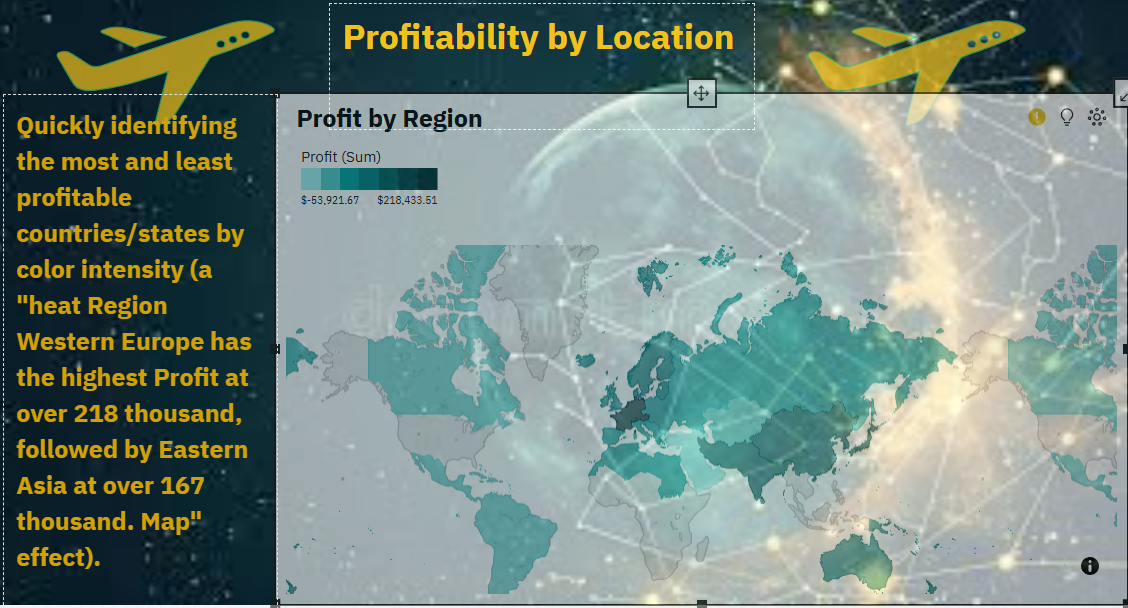 Profitability by Location
Quickly identifying
the most and least
profitable
countries/states by
color intensity (a
"heat Region
Western Europe has
the highest Profit at
over 218 thousand,
followed by Eastern
Asia at over 167
thousand. Map"
effect).
Profit by Region
Profit (Sum)
$-53,921.67 $218,433.51